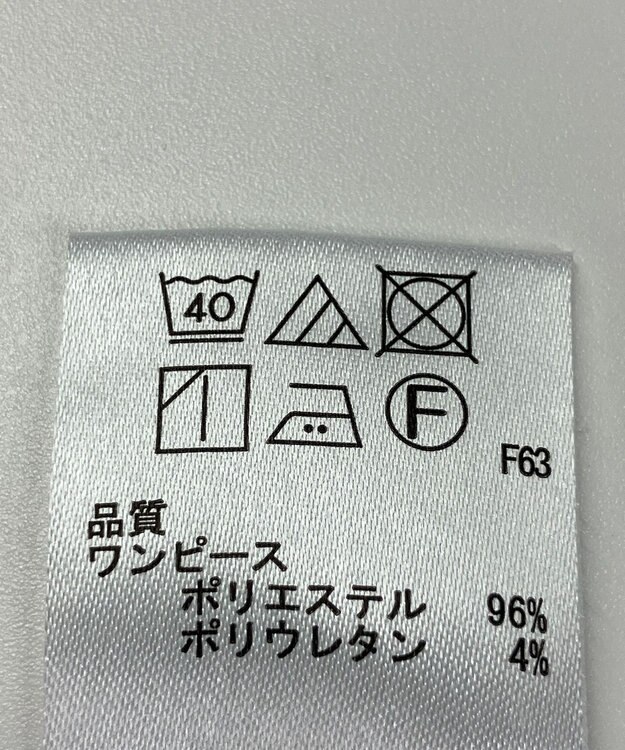 40
F
F63
品質
ワンピース
ポリエステル 96%
ポリウレタン 4%